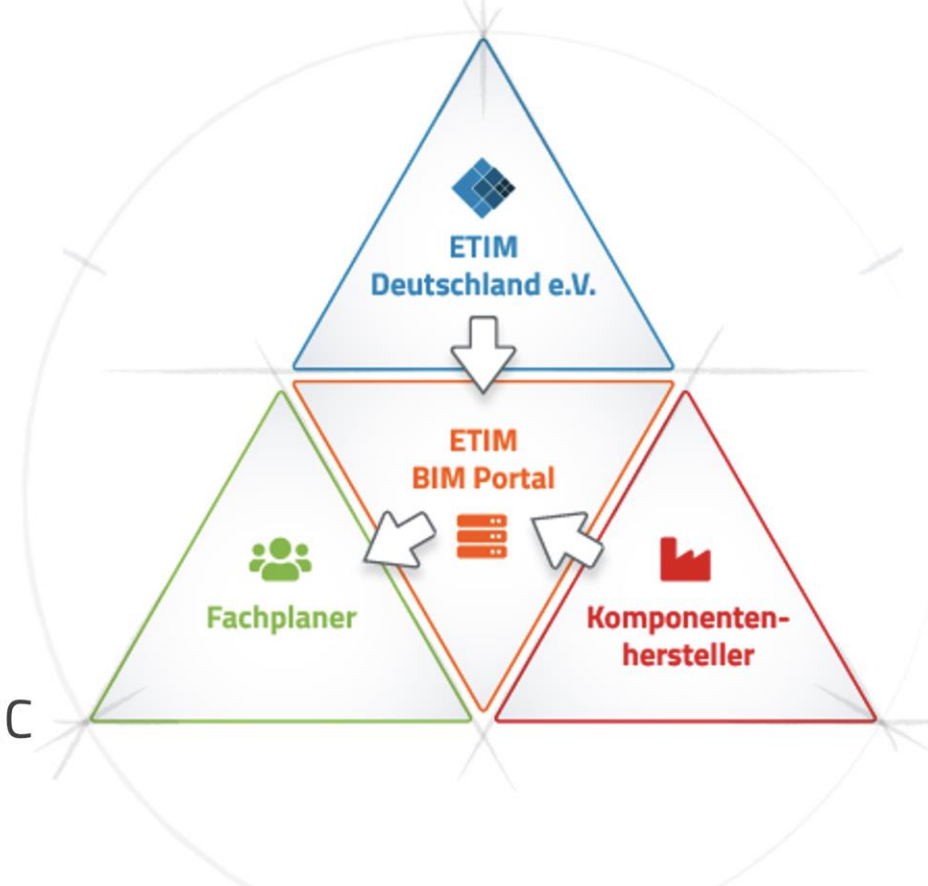 ETIM
Deutschland e.V.
ETIM
BIM Portal
Fachplaner
Komponenten-
hersteller
C